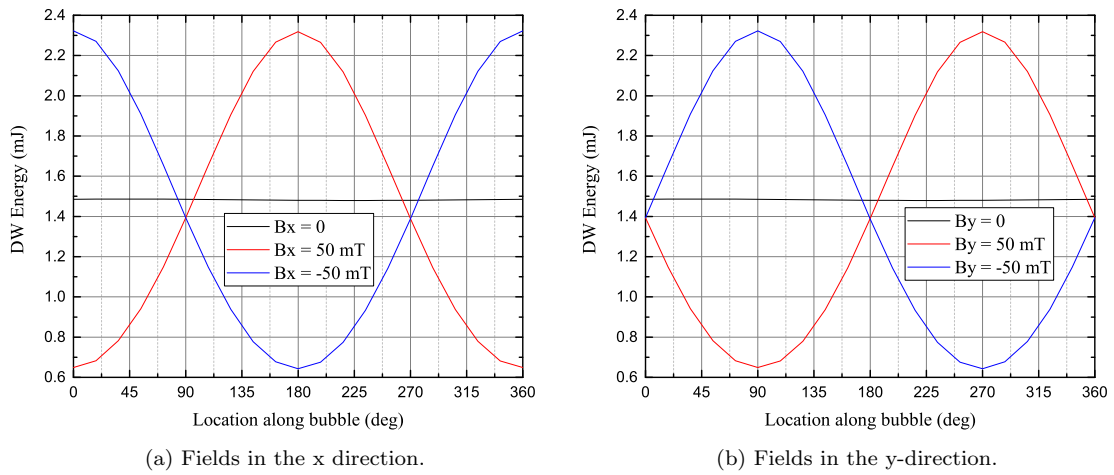 2.4
2.2
2.0
1.8
1.6
1.4
1.2
1.0
0.8
0.6
DW Energy (mJ)
Bx = 0
Bx = 50 mT
Bx = -50 mT
0 45 90 135 180 225 270 315 360
Location along bubble (deg)
(a) Fields in the x direction.
2.4
2.2
2.0
1.8
1.6
1.4
1.2
1.0
0.8
0.6
DW Energy (mJ)
By = 0
By = 50 mT
By = -50 mT
0 45 90 135 180 225 270 315 360
Location along bubble (deg)
(b) Fields in the y-direction.